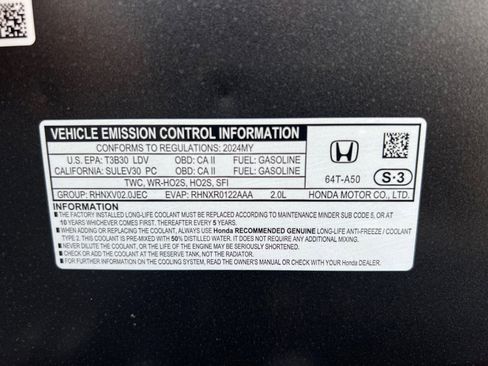 VEHICLE EMISSION CONTROL INFORMATION
CONFORMS TO REGULATIONS: 2024MY
U.S. EPA: T3B30 LDV OBD: CA II FUEL: GASOLINE
CALIFORNIA: SULEV30 PC OBD: CA II FUEL: GASOLINE
TWC, WR-HO2S, HO2S, SFI
GROUP: RHNXV02.0JEC EVAP: RHNXR0122AAA 2.0L
64T-A50
S-3
HONDA MOTOR CO., LTD.
INFORMATION
■ THE FACTORY INSTALLED LONG-LIFE COOLANT MUST BE REPLACED ACCORDING TO MAINTENANCE MINDER SUB CODE 5, OR AT
10 YEARS WHICHEVER COMES FIRST. THEREAFTER REPLACE EVERY 5 YEARS.
■ WHEN ADDING OR REPLACING THE COOLANT, ALWAYS USE Honda RECOMMENDED GENUINE LONG-LIFE ANTI-FREEZE / COOLANT
TYPE 2. THIS COOLANT IS PRE-MIXED WITH 50% DISTILLED WATER. IT DOES NOT REQUIRE ANY ADDITIONAL MIXING.
■ NEVER DILUTE THE COOLANT, OR THE LIFE OF THE ENGINE MAY BE SERIOUSLY SHORTENED.
■ CHECK OR ADD THE COOLANT AT THE RESERVE TANK, NOT THE RADIATOR.
■ FOR FURTHER INFORMATION ON THE COOLING SYSTEM, READ THE OWNER'S MANUAL OR CHECK WITH YOUR Honda DEALER.